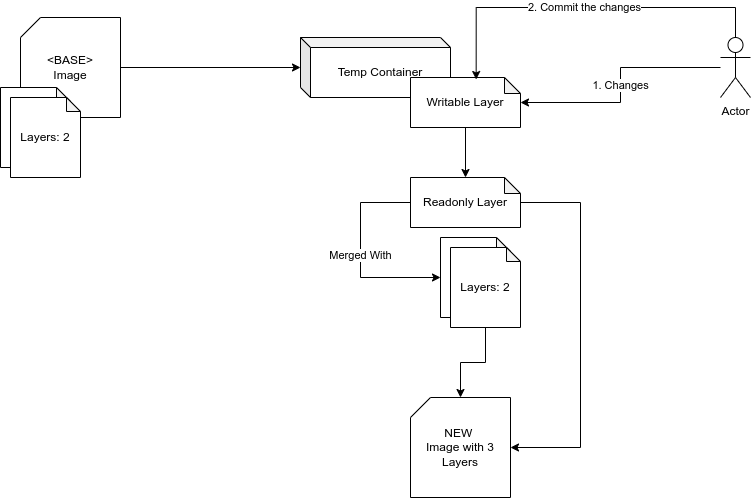 2. Commit the changes
<BASE>
Image
Temp Container
1. Changes
Writable Layer
Actor
Layers: 2
Readonly Layer
Merged With
Layers: 2
NEW
Image with 3
Layers